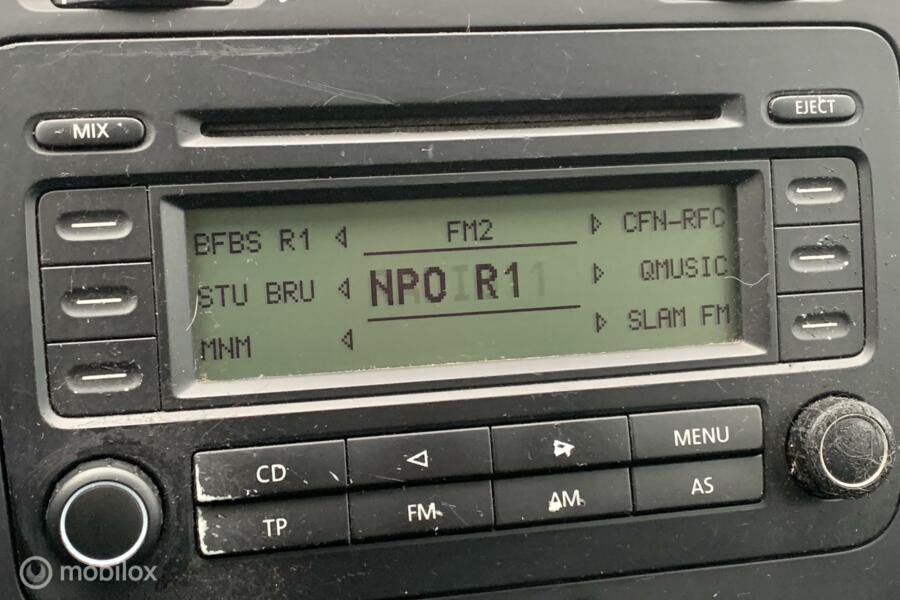 MIX
EJECT
BFBS R1
FM2
CFN-RFC
STU BRU
NPO R1
QMUSIC
MNM
SLAM FM
CD
MENU
TP
FM
AM
AS
mobilox